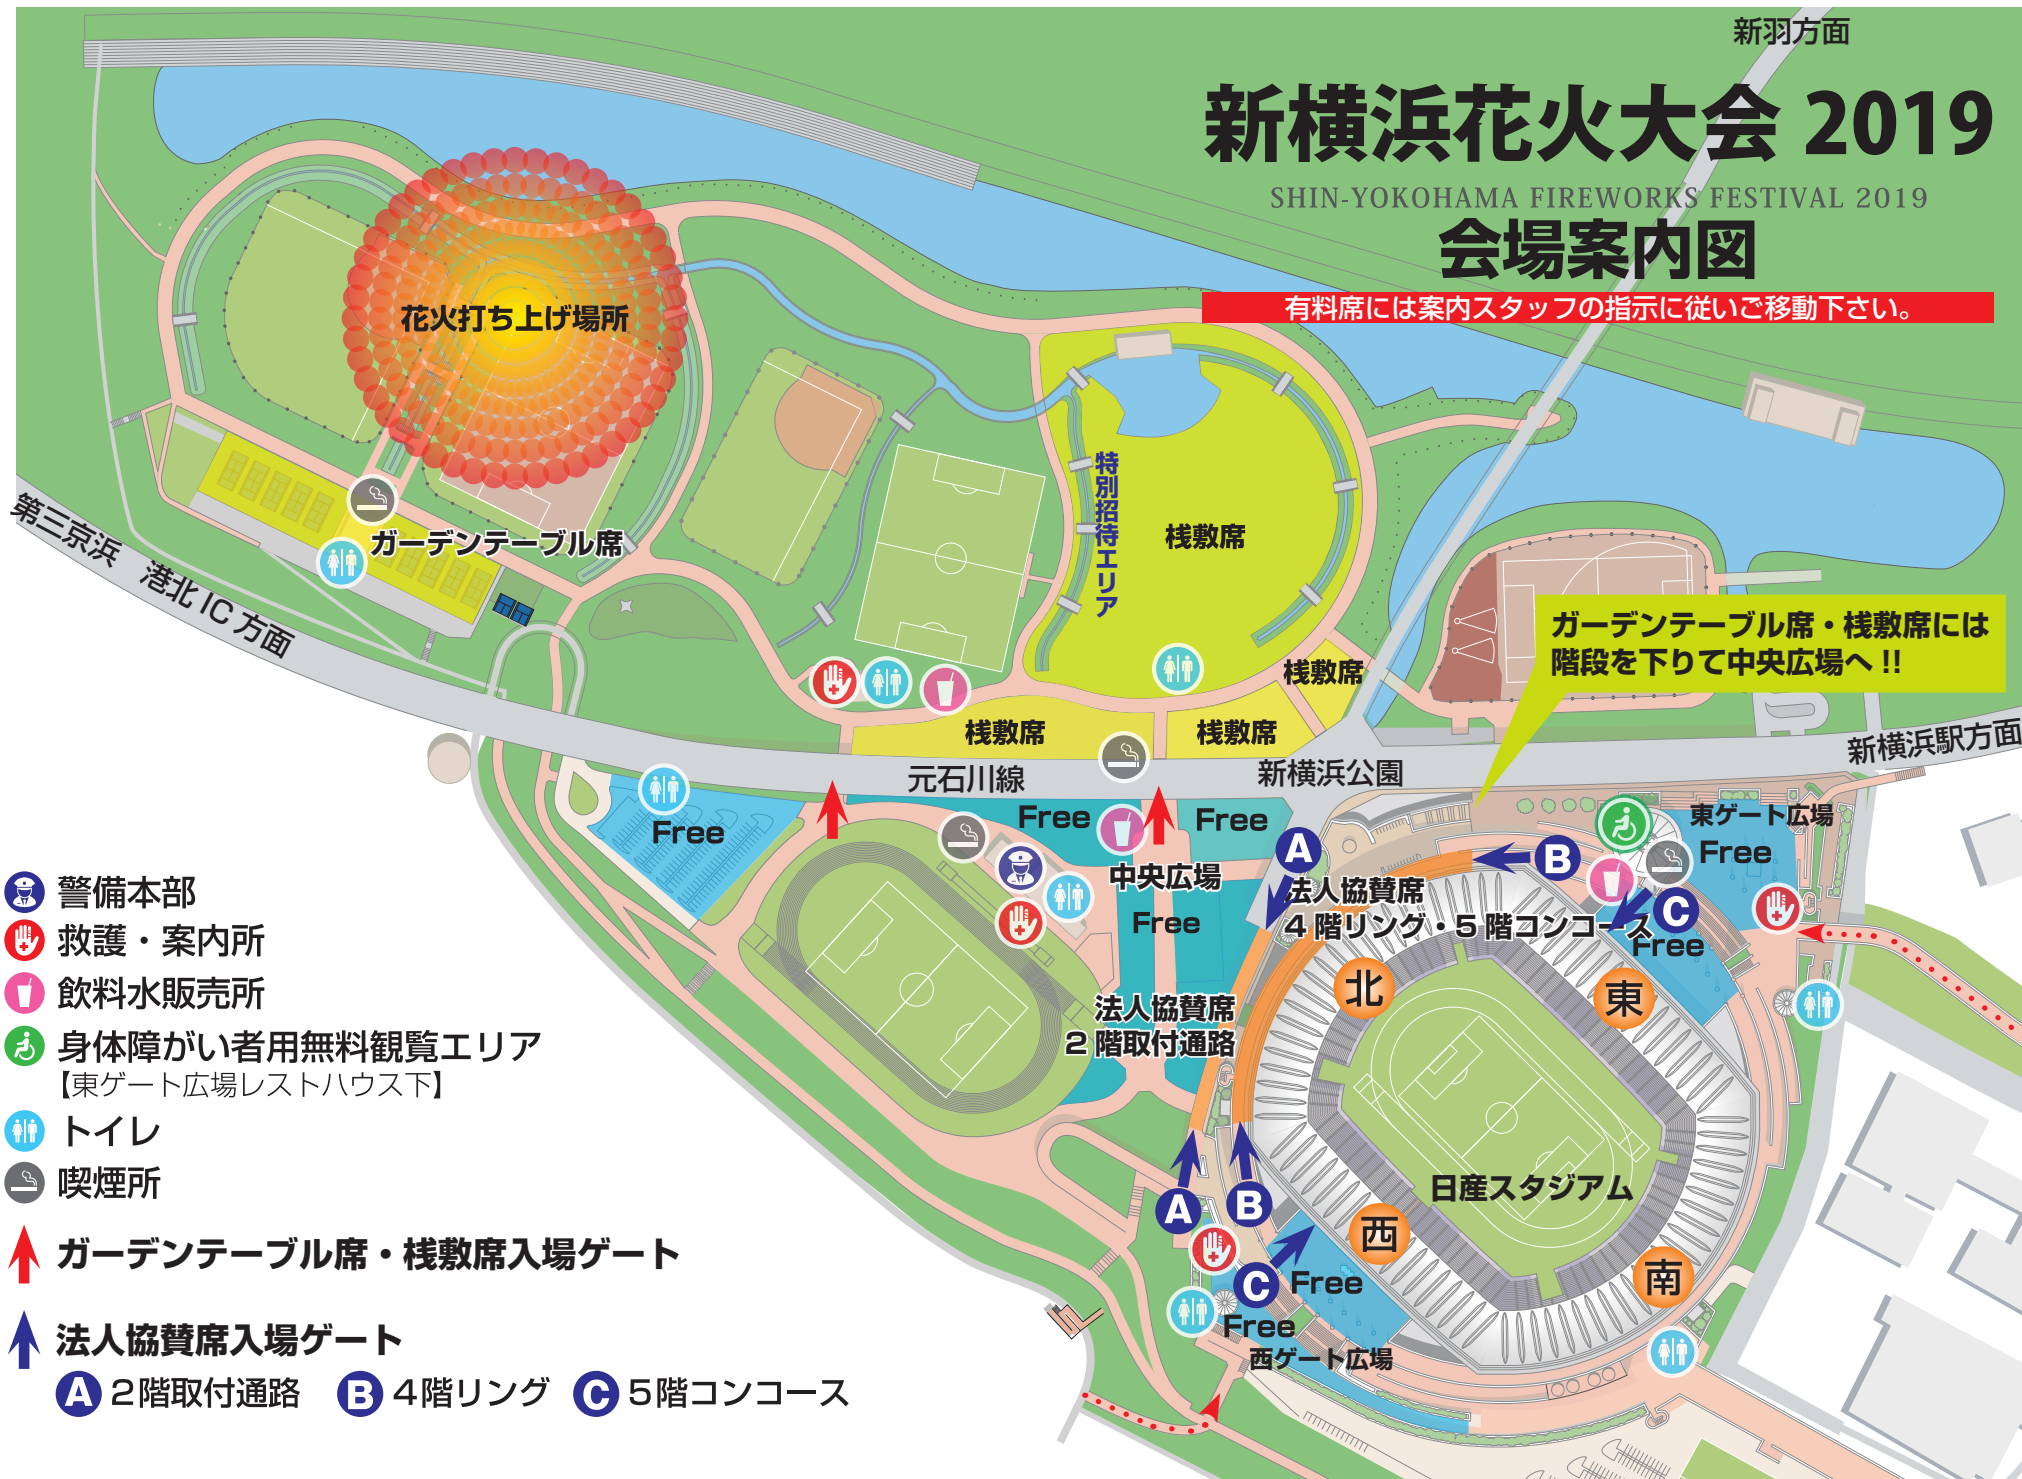 新羽方面
新横浜花火大会 2019
SHIN-YOKOHAMA FIREWORKS FESTIVAL 2019
会場案内図
有料席には案内スタッフの指示に従いご移動下さい。
花火打ち上げ場所
ガーデンテーブル席
第三京浜 港北 IC 方面
特別招待エリア
桟敷席
桟敷席
桟敷席
桟敷席
ガーデンテーブル席・桟敷席には
階段を下りて中央広場へ !!
元石川線
新横浜公園
新横浜駅方面
Free
Free
Free
中央広場
Free
A
法人協賛席
4 階リング・5 階コンコース
B
C
東ゲート広場
Free
Free
法人協賛席
2 階取付通路
北
東
西
南
日産スタジアム
A
B
C
Free
Free
西ゲート広場
警備本部
救護・案内所
飲料水販売所
身体障がい者用無料観覧エリア
【東ゲート広場レストハウス下】
トイレ
喫煙所
ガーデンテーブル席・桟敷席入場ゲート
法人協賛席入場ゲート
A 2階取付通路 B 4階リング C 5階コンコース